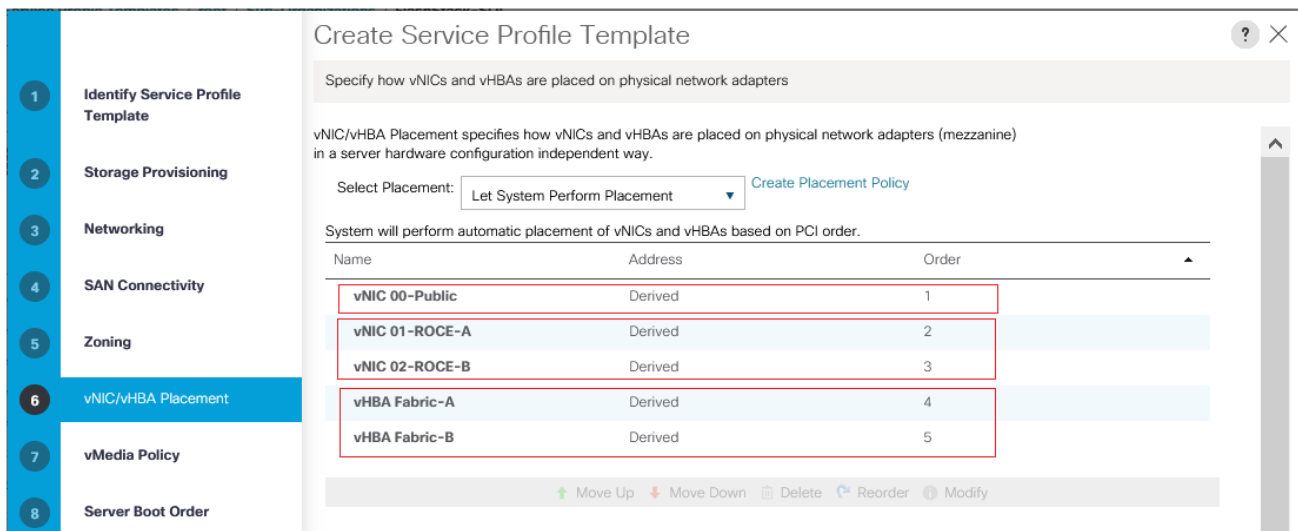 Create Service Profile Template
?
Specify how vNICs and vHBAs are placed on physical network adapters
1 Identify Service Profile
Template
2 Storage Provisioning
3 Networking
4 SAN Connectivity
5 Zoning
6 vNIC/vHBA Placement
7 vMedia Policy
8 Server Boot Order
vNIC/vHBA Placement specifies how vNICs and vHBAs are placed on physical network adapters (mezzanine)
in a server hardware configuration independent way.
Select Placement: Let System Perform Placement Create Placement Policy
System will perform automatic placement of vNICs and vHBAs based on PCI order.
Name Address Order
vNIC 00-Public Derived 1
vNIC 01-ROCE-A Derived 2
vNIC 02-ROCE-B Derived 3
vHBA Fabric-A Derived 4
vHBA Fabric-B Derived 5
Move Up Move Down Delete Reorder Modify